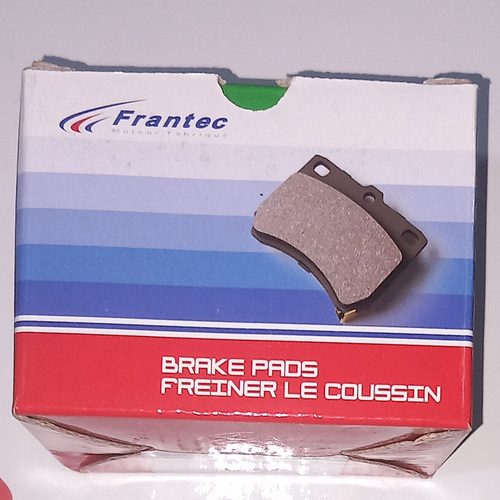 Frantec
Moteur Fabrique
BRAKE PADS
FREINER LE COUSSIN